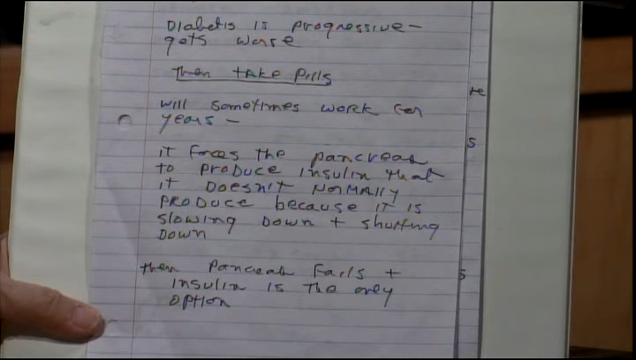 Diabetis is progressive -
gets worse
then take pills
will sometimes work for
years -
it forces the pancreas
to produce insulin that
it doesn't normally
produce because it is
slowing down + shutting
down
then pancreas fails +
insulin is the only
option
te
s
s